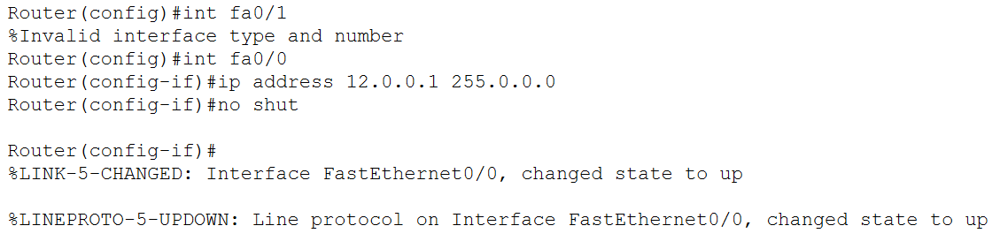 Router(config)#int fa0/1
%Invalid interface type and number
Router(config)#int fa0/0
Router(config-if)#ip address 12.0.0.1 255.0.0.0
Router(config-if)#no shut
Router(config-if)#
%LINK-5-CHANGED: Interface FastEthernet0/0, changed state to up
%LINEPROTO-5-UPDOWN: Line protocol on Interface FastEthernet0/0, changed state to up